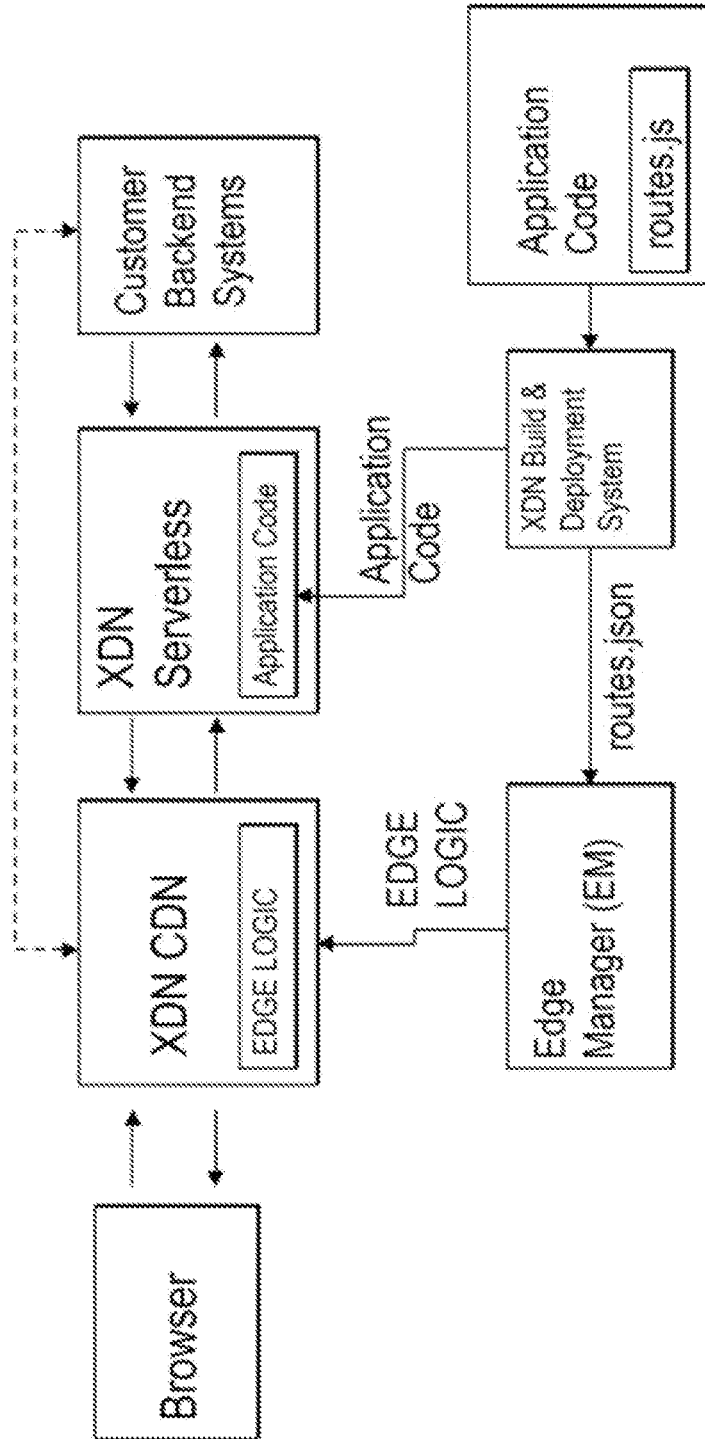 Browser
XDN CDN
EDGE LOGIC
XDN
Serverless
Application Code
Customer
Backend
Systems
EDGE
LOGIC
Application
Code
Edge
Manager (EM)
routes.json
XDN Build &
Deployment
System
Application
Code
routes.js